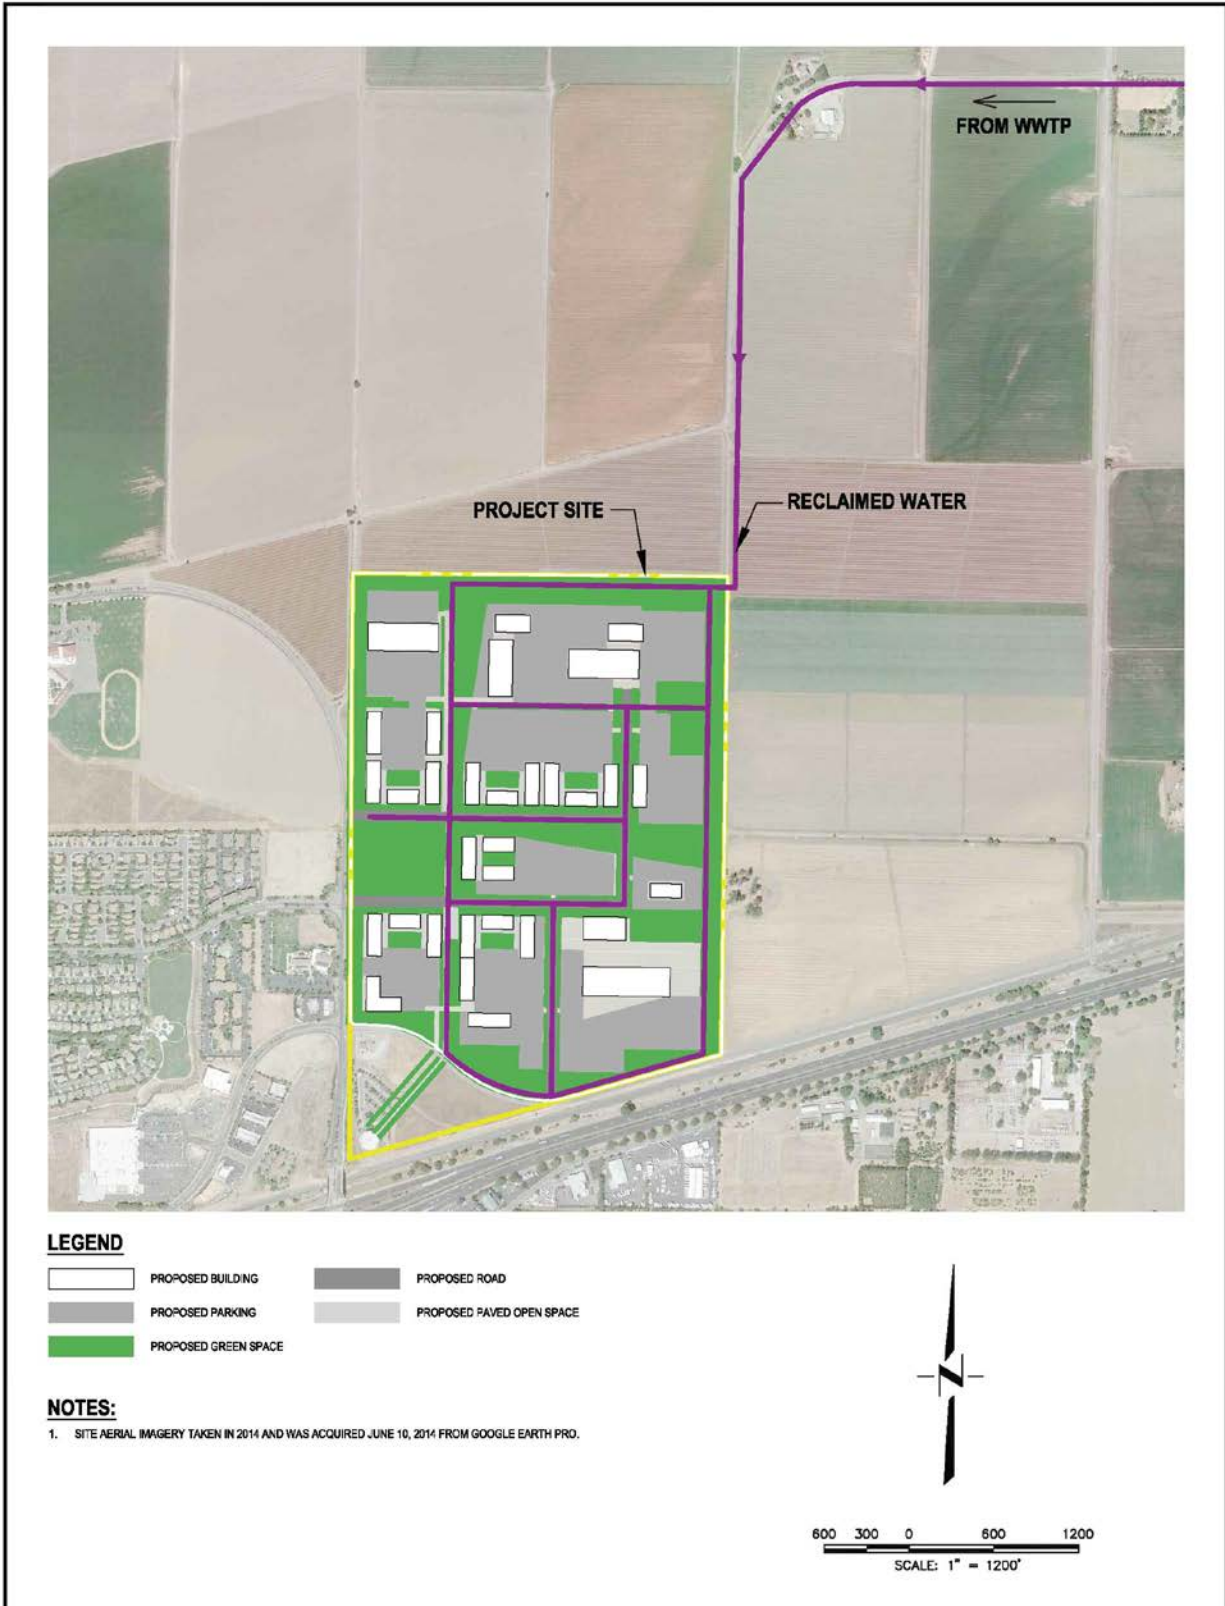 FROM WWTP
PROJECT SITE
RECLAIMED WATER
LEGEND
PROPOSED BUILDING
PROPOSED ROAD
PROPOSED PARKING
PROPOSED PAVED OPEN SPACE
PROPOSED GREEN SPACE
N
NOTES:
1. SITE AERIAL IMAGERY TAKEN IN 2014 AND WAS ACQUIRED JUNE 10, 2014 FROM GOOGLE EARTH PRO.
600 300 0 600 1200
SCALE: 1" = 1200'